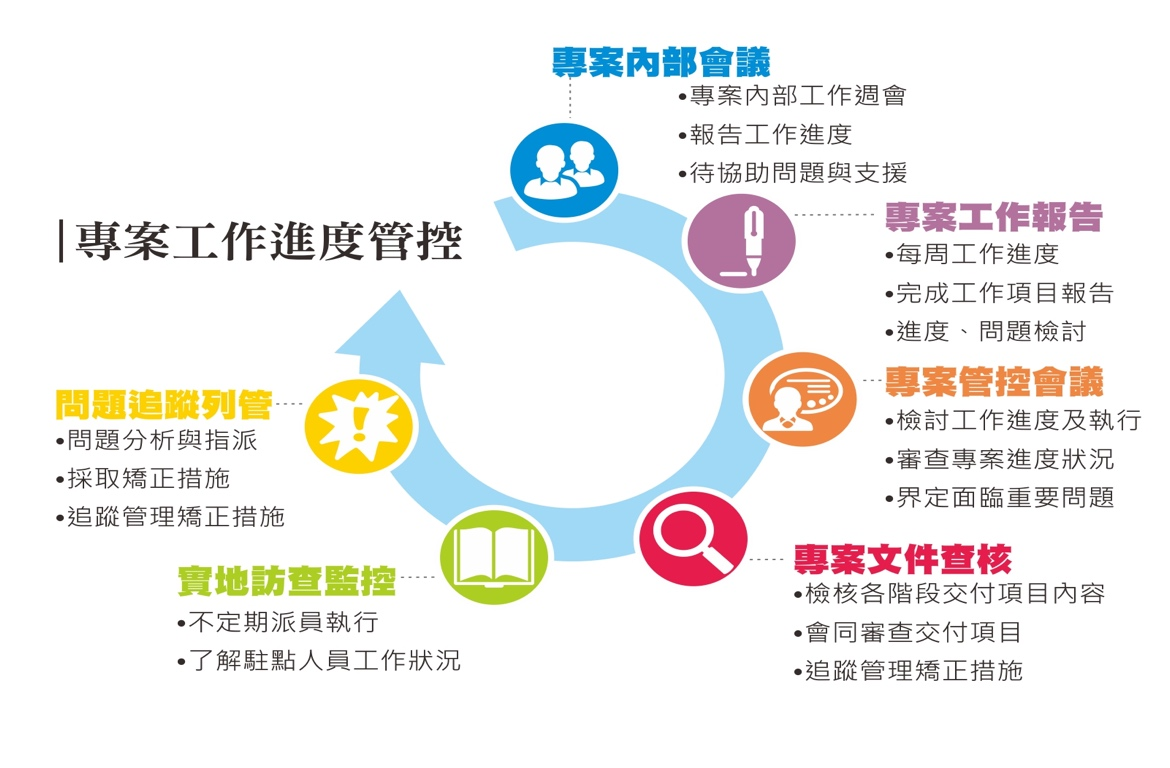 專案工作進度管控
專案內部會議
•專案內部工作週會
•報告工作進度
•待協助問題與支援
專案工作報告
•每周工作進度
•完成工作項目報告
•進度、問題檢討
專案管控會議
•檢討工作進度及執行
•審查專案進度狀況
•界定面臨重要問題
專案文件查核
•檢核各階段交付項目內容
•會同審查交付項目
•追蹤管理矯正措施
實地訪查監控
•不定期派員執行
•了解駐點人員工作狀況
問題追蹤列管
•問題分析與指派
•採取矯正措施
•追蹤管理矯正措施